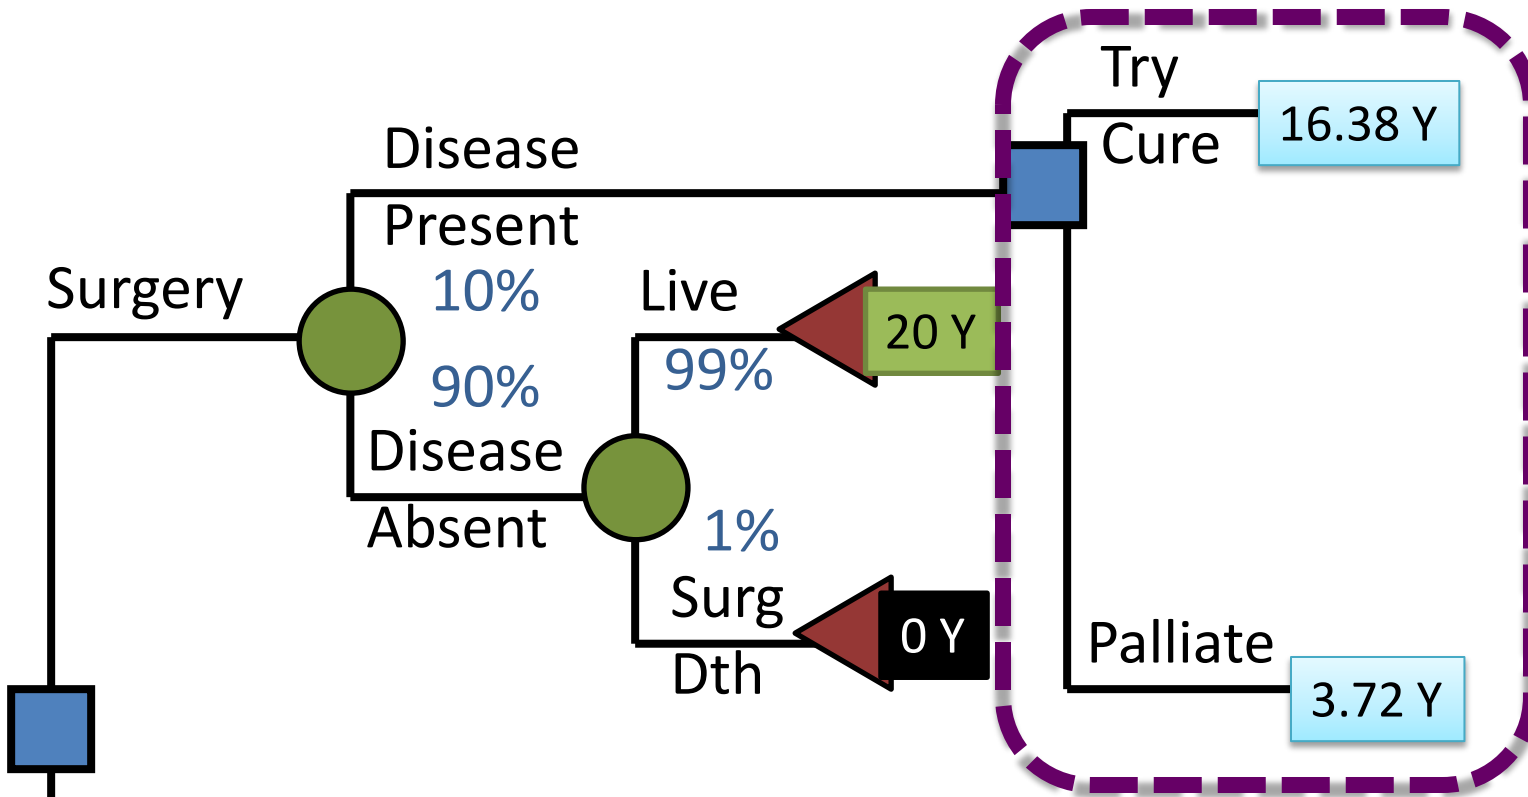 Try
16.38 Y
Cure
Disease
Present
Surgery
10%
Live
20 Y
99%
90%
Disease
Absent
1%
Surg
0 Y
Dth
Palliate
3.72 Y